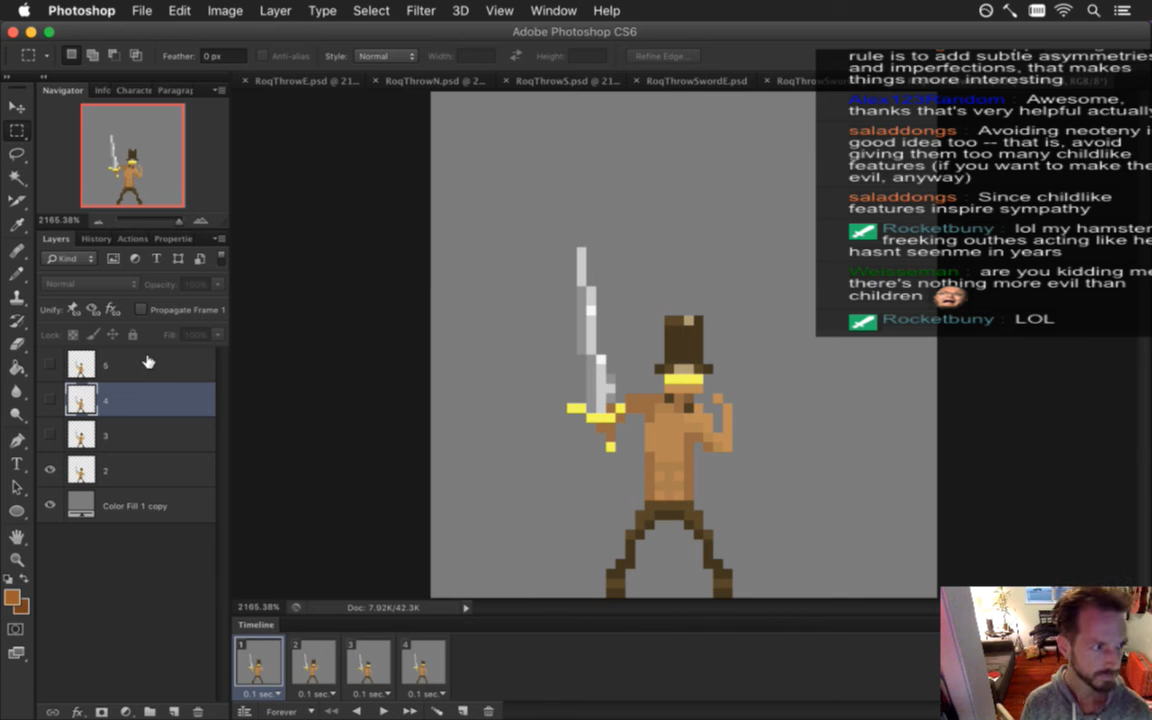 Photoshop File Edit Image Layer Type Select Filter 3D View Window Help
Adobe Photoshop CS6
Feather: 0 px Anti-alias Style: Normal Width: Height: Refine Edge...
RoqThrowE.psd @ 21... RoqThrowN.psd @ 2... RoqThrowS.psd @ 21... RoqThrowSwordE.psd
Navigator Info Characte Paragra
2165.38%
Layers History Actions Propertie
Kind
Normal Opacity: 100%
Unify: Propagate Frame 1
Lock: Fill: 100%
5
4
3
2
Color Fill 1 copy
rule is to add subtle asymmetries
and imperfections, that makes
things more interesting
Alex123Random : Awesome,
thanks that's very helpful actually
saladdongs : Avoiding neoteny i
good idea too -- that is, avoid
giving them too many childlike
features (if you want to make the
evil, anyway)
saladdongs : Since childlike
features inspire sympathy
Rocketbuny : lol my hamster
freeking outhes acting like he
hasnt seenme in years
Weisseman : are you kidding me
there's nothing more evil than
children
Rocketbuny : LOL
2165.38% Doc: 7.92K/42.3K
Timeline
1 2 3 4
0.1 sec. 0.1 sec. 0.1 sec. 0.1 sec.
Forever